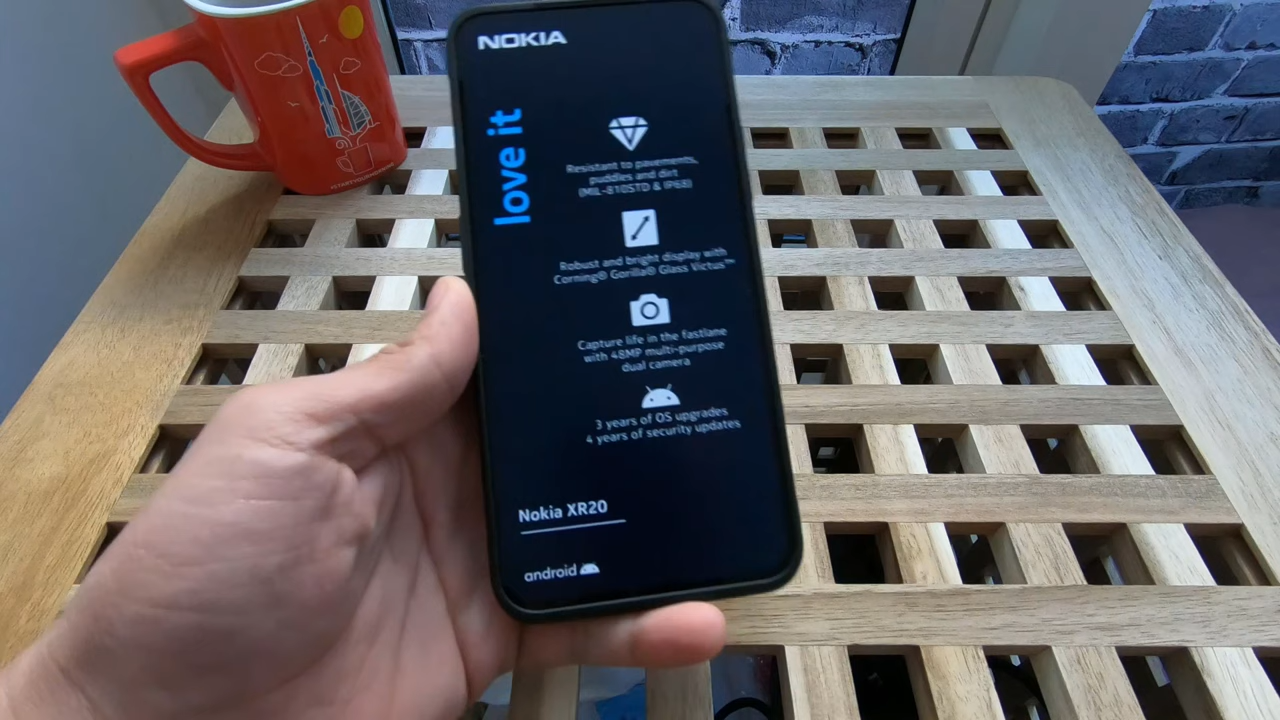 NOKIA
love it
Resistant to pavements,
puddles and dirt
(MIL-810STD & IP68)
Robust and bright display with
Corning® Gorilla® Glass Victus™
Capture life in the fastlane
with 48MP multi-purpose
dual camera
3 years of OS upgrades
4 years of security updates
Nokia XR20
android